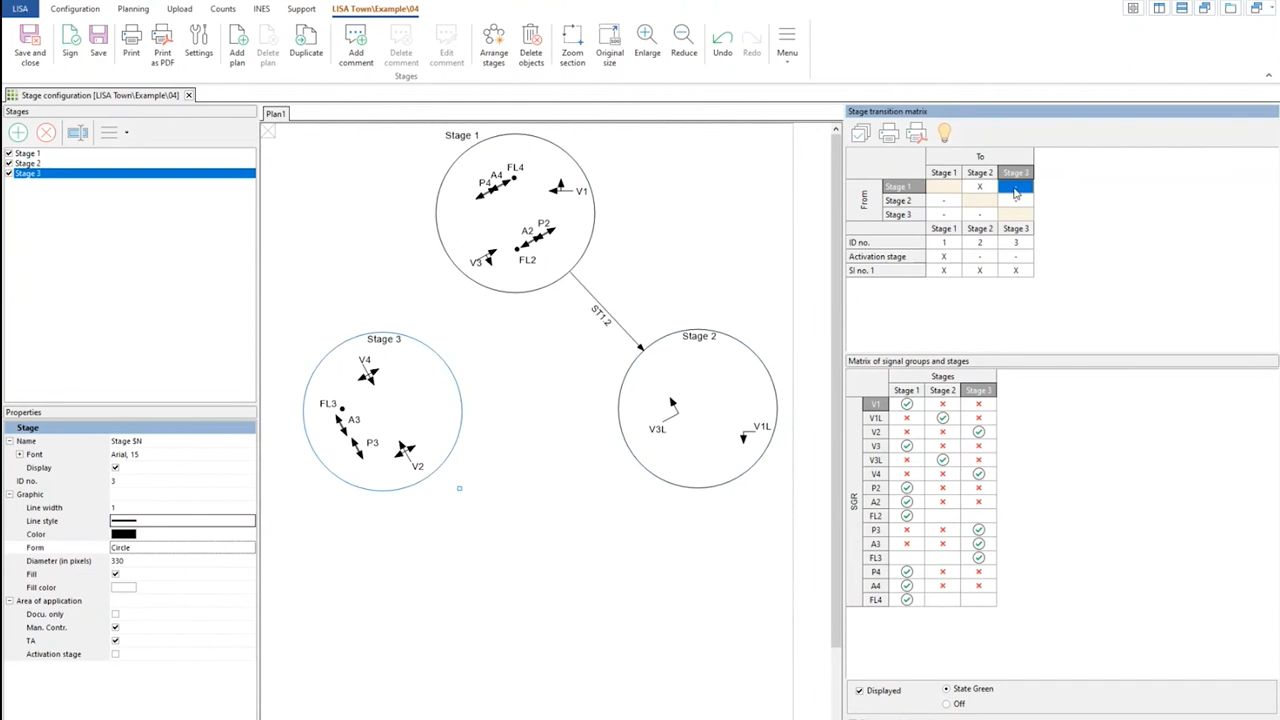 LISA Configuration Planning Upload Counts INES Support LISA Town\Example\04
Save and close Sign Save Print Print as PDF Settings Add plan Delete plan Duplicate Add comment Delete comment Edit comment Arrange stages Delete objects Zoom section Original size Enlarge Reduce Undo Redo Menu
Stages
Stage configuration [LISA Town\Example\04]
Stages
Stage 1
Stage 2
Stage 3
Properties
Stage
Name Stage $N
Font Arial, 15
Display
ID no. 3
Graphic
Line width 1
Line style
Color
Form Circle
Diameter (in pixels) 330
Fill
Fill color
Area of application
Docu. only
Man. Contr.
TA
Activation stage
Plan1
Stage 1
FL4
A4
P4
V1
P2
A2
V3
FL2
ST1.2
Stage 3
V4
FL3
A3
P3
V2
Stage 2
V3L
V1L
Stage transition matrix
To
Stage 1 Stage 2 Stage 3
From
Stage 1 X -
Stage 2 -
Stage 3 - -
Stage 1 Stage 2 Stage 3
ID no. 1 2 3
Activation stage X - -
SI no. 1 X X X
Matrix of signal groups and stages
Stages
Stage 1 Stage 2 Stage 3
SGR
V1
V1L
V2
V3
V3L
V4
P2
A2
FL2
P3
A3
FL3
P4
A4
FL4
Displayed State Green
Off